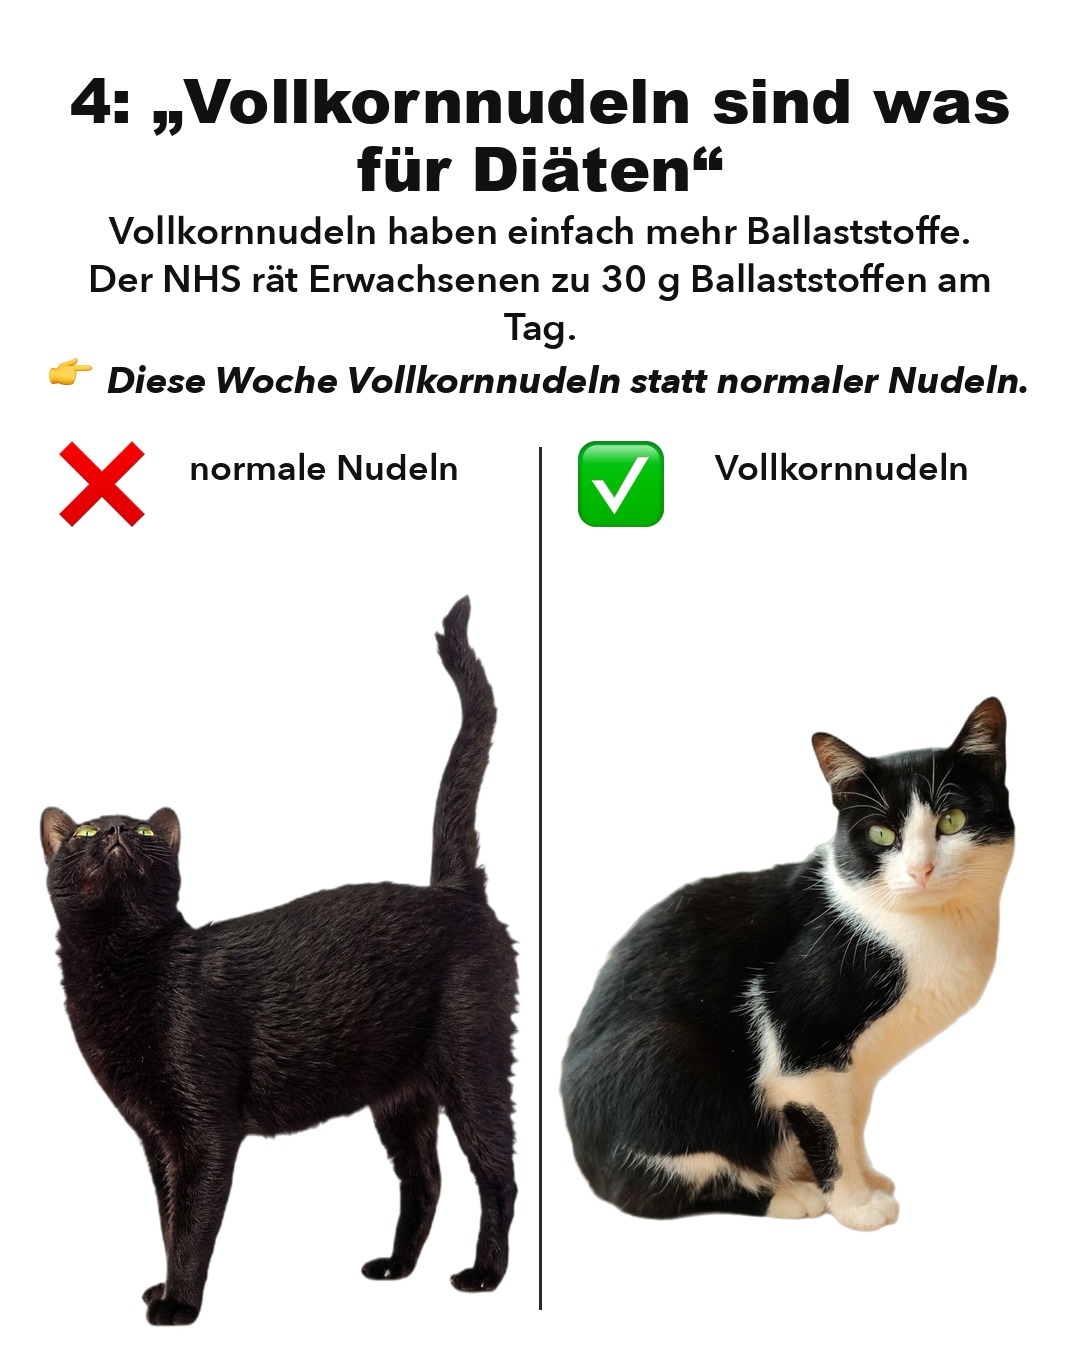 4: „Vollkornnudeln sind was
für Diäten“
Vollkornnudeln haben einfach mehr Ballaststoffe.
Der NHS rät Erwachsenen zu 30 g Ballaststoffen am
Tag.
👉 Diese Woche Vollkornnudeln statt normaler Nudeln.
❌ normale Nudeln
✅ Vollkornnudeln